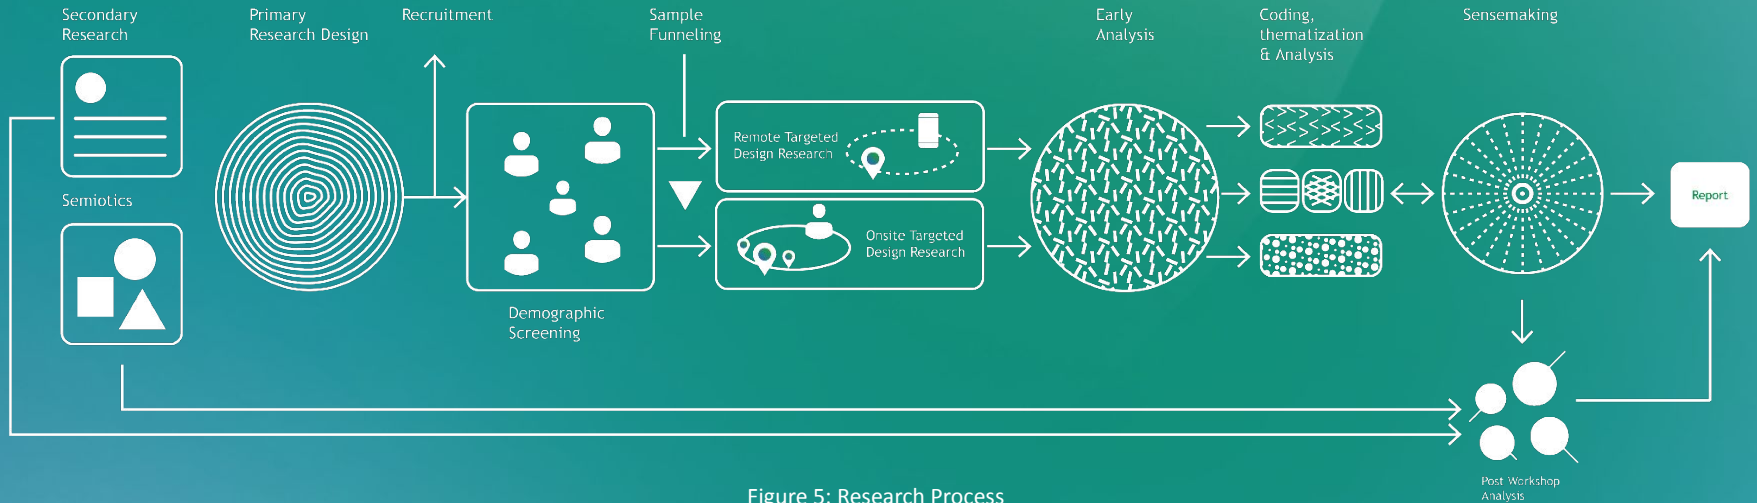 Secondary
Research
Primary
Research Design
Recruitment
Sample
Funneling
Early
Analysis
Coding,
thematization
& Analysis
Sensemaking
Remote Targeted
Design Research
Semiotics
Onsite Targeted
Design Research
Report
Demographic
Screening
Post Workshop
Analysis
Figure 5: Research Process